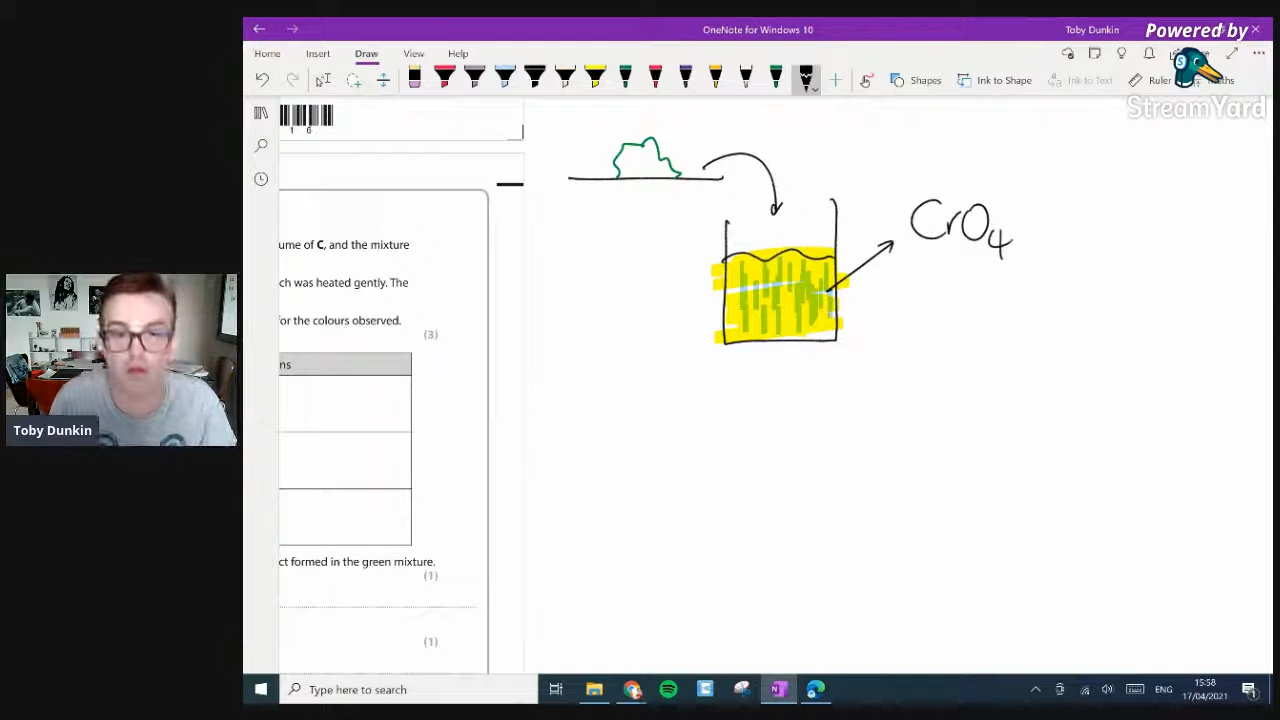 OneNote for Windows 10
Toby Dunkin
Powered by
StreamYard
Home Insert Draw View Help
Shapes Ink to Shape Ink to Text Ruler
1 6
CrO4
ume of C, and the mixture
ch was heated gently. The
for the colours observed.
(3)
ns
ct formed in the green mixture.
(1)
(1)
Toby Dunkin
Type here to search
ENG
15:58
17/04/2021
1